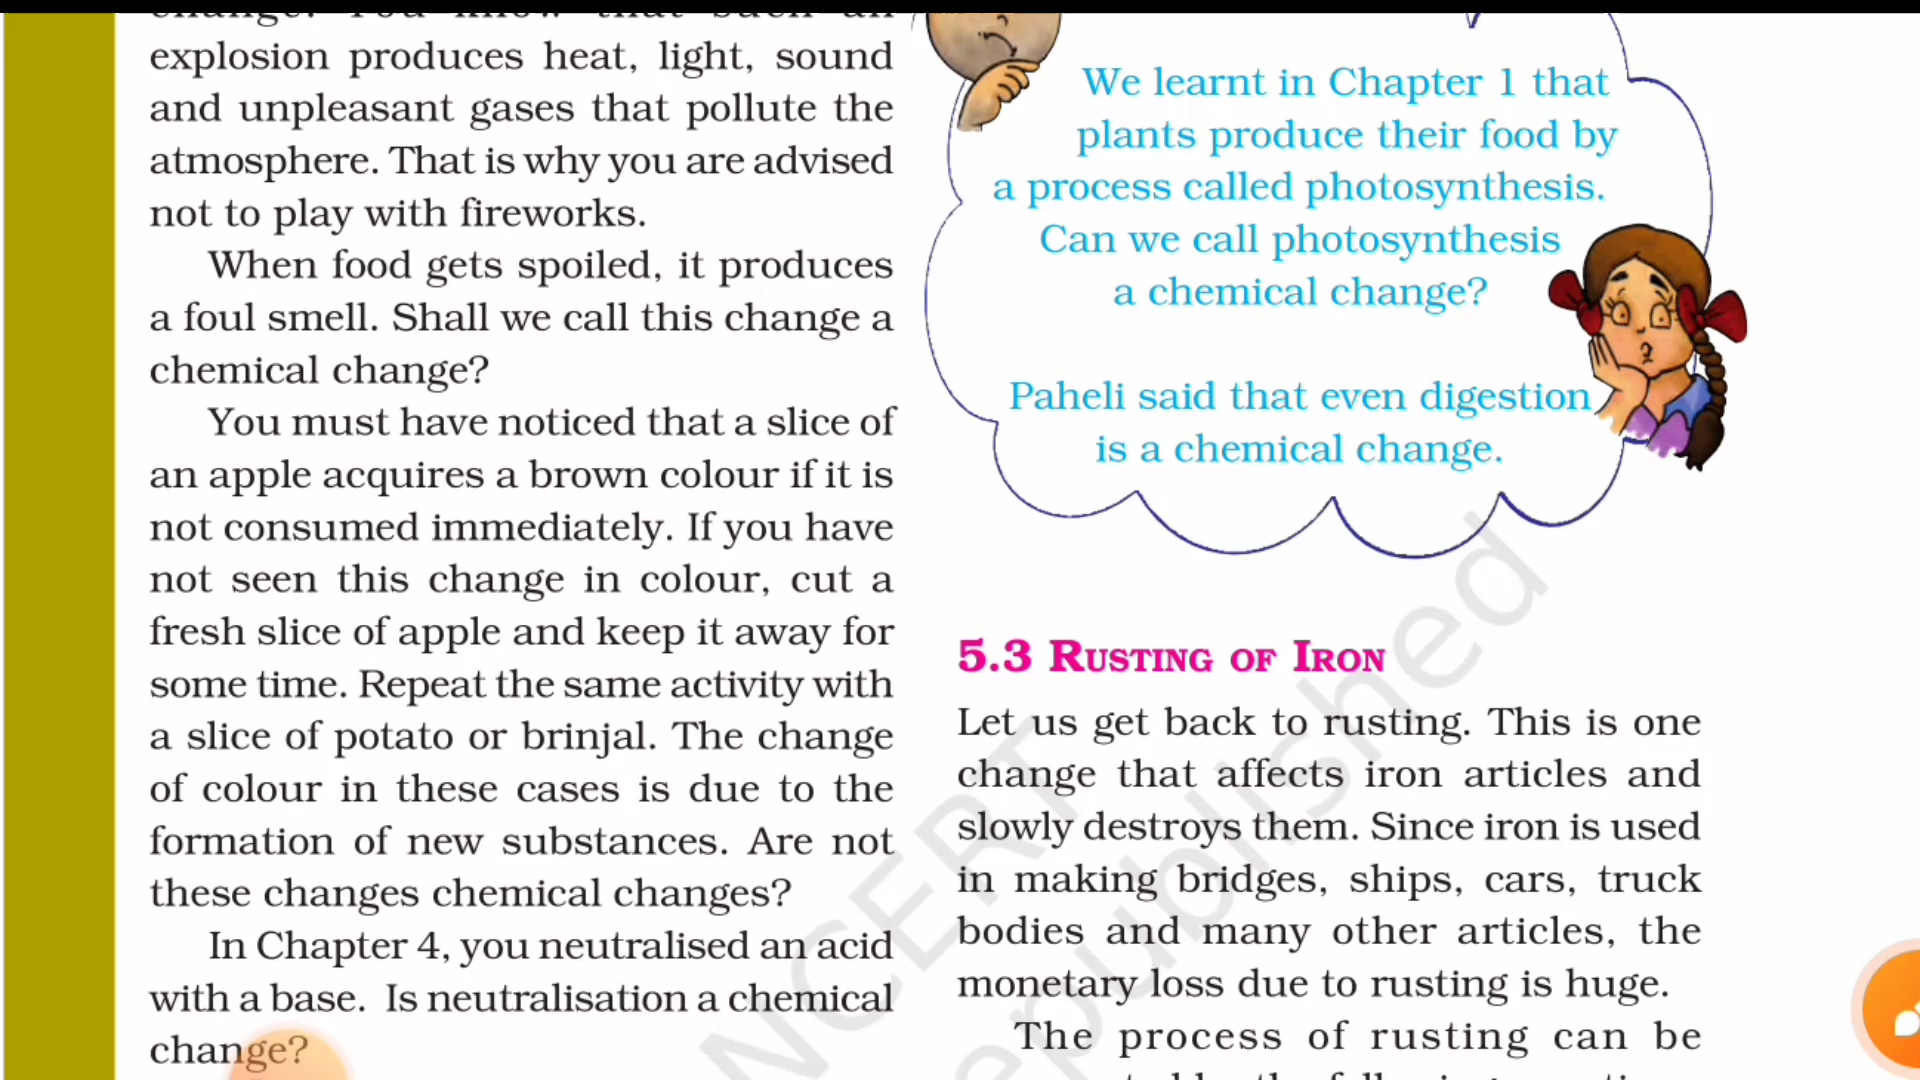 change. You know that such an
explosion produces heat, light, sound
and unpleasant gases that pollute the
atmosphere. That is why you are advised
not to play with fireworks.
When food gets spoiled, it produces
a foul smell. Shall we call this change a
chemical change?
You must have noticed that a slice of
an apple acquires a brown colour if it is
not consumed immediately. If you have
not seen this change in colour, cut a
fresh slice of apple and keep it away for
some time. Repeat the same activity with
a slice of potato or brinjal. The change
of colour in these cases is due to the
formation of new substances. Are not
these changes chemical changes?
In Chapter 4, you neutralised an acid
with a base. Is neutralisation a chemical
change?
We learnt in Chapter 1 that
plants produce their food by
a process called photosynthesis.
Can we call photosynthesis
a chemical change?
Paheli said that even digestion
is a chemical change.
5.3 RUSTING OF IRON
Let us get back to rusting. This is one
change that affects iron articles and
slowly destroys them. Since iron is used
in making bridges, ships, cars, truck
bodies and many other articles, the
monetary loss due to rusting is huge.
The process of rusting can be
NCERT
epublished